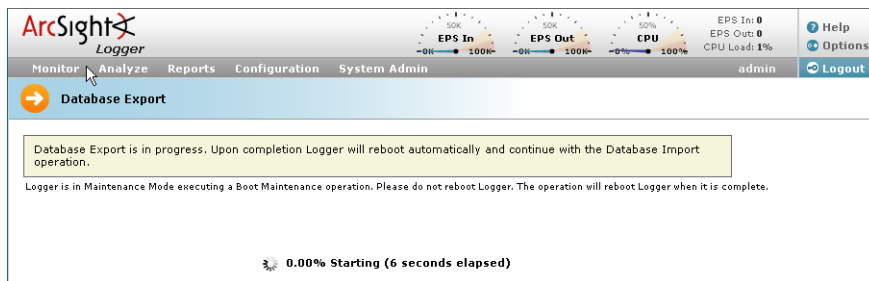 ArcSight
Logger
50K
EPS In
0K
100K
50K
EPS Out
0K
100K
50%
CPU
0%
100%
EPS In: 0
EPS Out: 0
CPU Load: 1%
Help
Options
Monitor Analyze Reports Configuration System Admin admin Logout
Database Export
Database Export is in progress. Upon completion Logger will reboot automatically and continue with the Database Import
operation.
Logger is in Maintenance Mode executing a Boot Maintenance operation. Please do not reboot Logger. The operation will reboot Logger when it is complete.
0.00% Starting (6 seconds elapsed)